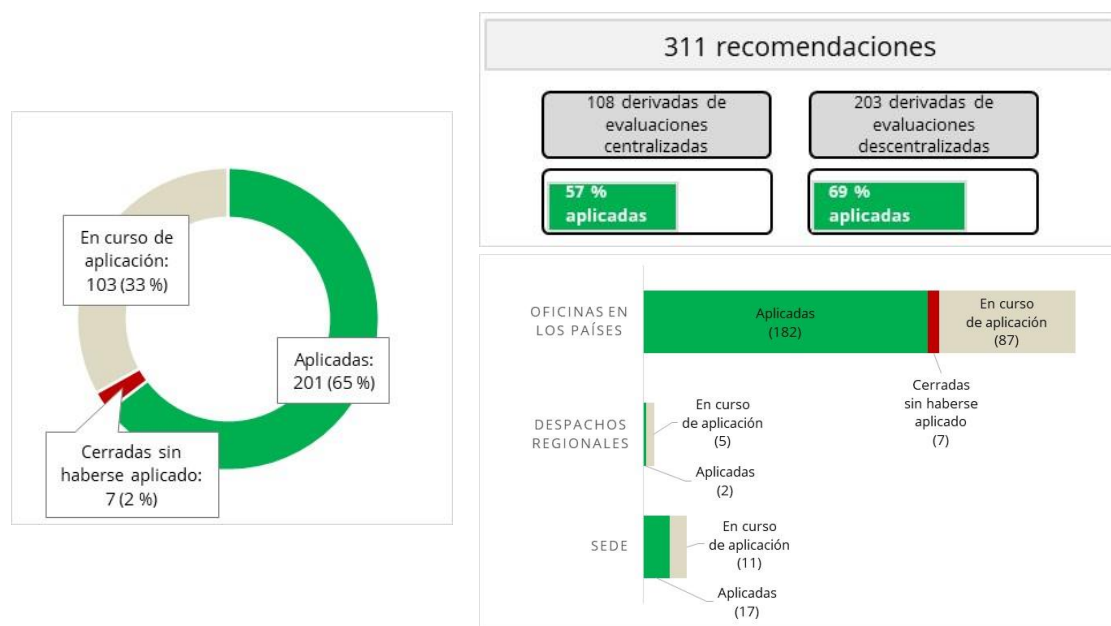 311 recomendaciones
108 derivadas de
evaluaciones
centralizadas
203 derivadas de
evaluaciones
descentralizadas
57 %
aplicadas
69 %
aplicadas
En curso de
aplicación:
103 (33 %)
Aplicadas:
201 (65 %)
Cerradas sin
haberse aplicado:
7 (2 %)
OFICINAS EN
LOS PAÍSES
Aplicadas
(182)
En curso
de aplicación
(87)
Cerradas
sin haberse
aplicado
(7)
DESPACHOS
REGIONALES
En curso
de aplicación
(5)
Aplicadas
(2)
SEDE
En curso
de aplicación
(11)
Aplicadas
(17)